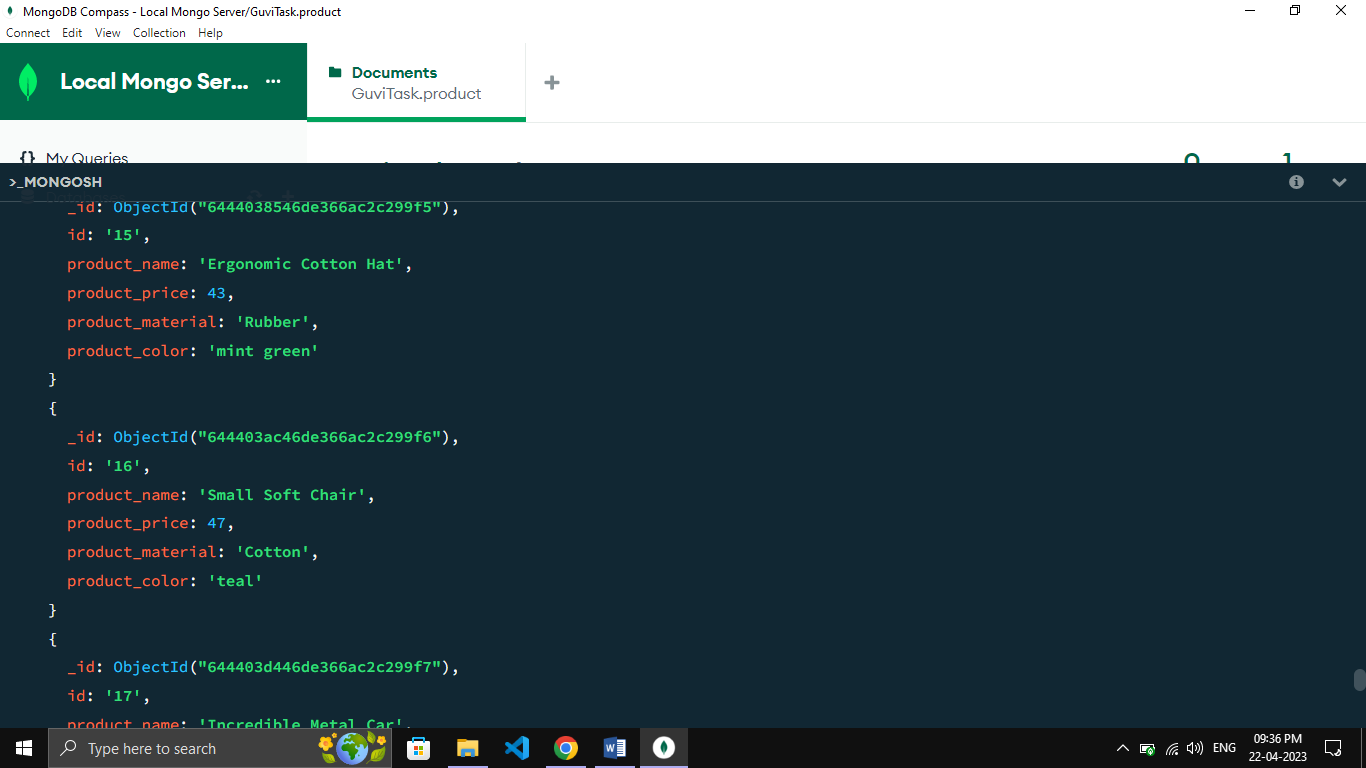 MongoDB Compass - Local Mongo Server/GuviTask.product
Connect Edit View Collection Help
Local Mongo Ser... ...
Documents
GuviTask.product
{} My Queries
>_MONGOSH
_id: ObjectId("6444038546de366ac2c299f5"),
id: '15',
product_name: 'Ergonomic Cotton Hat',
product_price: 43,
product_material: 'Rubber',
product_color: 'mint green'
}
{
_id: ObjectId("644403ac46de366ac2c299f6"),
id: '16',
product_name: 'Small Soft Chair',
product_price: 47,
product_material: 'Cotton',
product_color: 'teal'
}
{
_id: ObjectId("644403d446de366ac2c299f7"),
id: '17',
product_name: 'Incredible Metal Car',
Type here to search
ENG
09:36 PM
22-04-2023